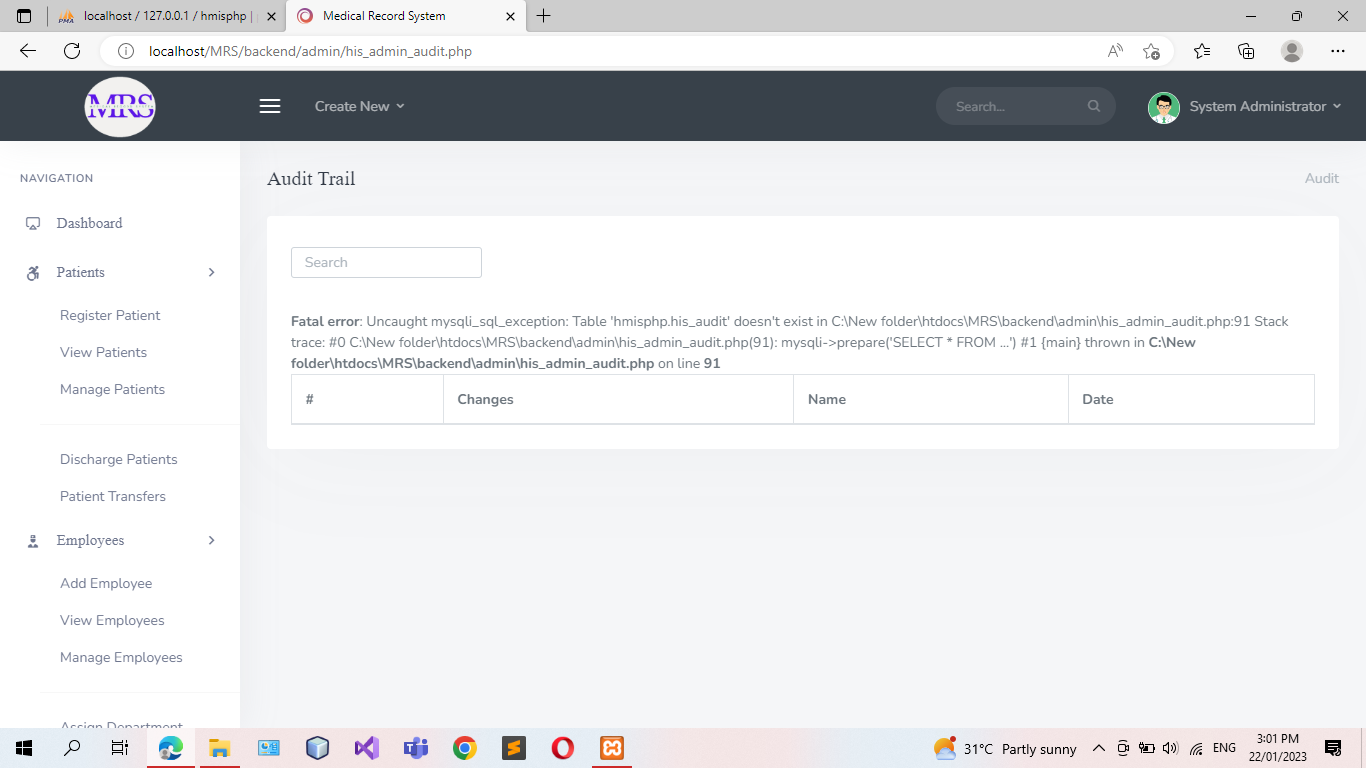 localhost / 127.0.0.1 / hmisphp |
Medical Record System
localhost/MRS/backend/admin/his_admin_audit.php
MRS
Create New
Search...
System Administrator
NAVIGATION
Dashboard
Patients
Register Patient
View Patients
Manage Patients
Discharge Patients
Patient Transfers
Employees
Add Employee
View Employees
Manage Employees
Assign Department
Audit Trail
Audit
Search
Fatal error: Uncaught mysqli_sql_exception: Table 'hmisphp.his_audit' doesn't exist in C:\New folder\htdocs\MRS\backend\admin\his_admin_audit.php:91 Stack
trace: #0 C:\New folder\htdocs\MRS\backend\admin\his_admin_audit.php(91): mysqli->prepare('SELECT * FROM ...') #1 {main} thrown in C:\New
folder\htdocs\MRS\backend\admin\his_admin_audit.php on line 91
# Changes Name Date
31°C Partly sunny
ENG
3:01 PM
22/01/2023